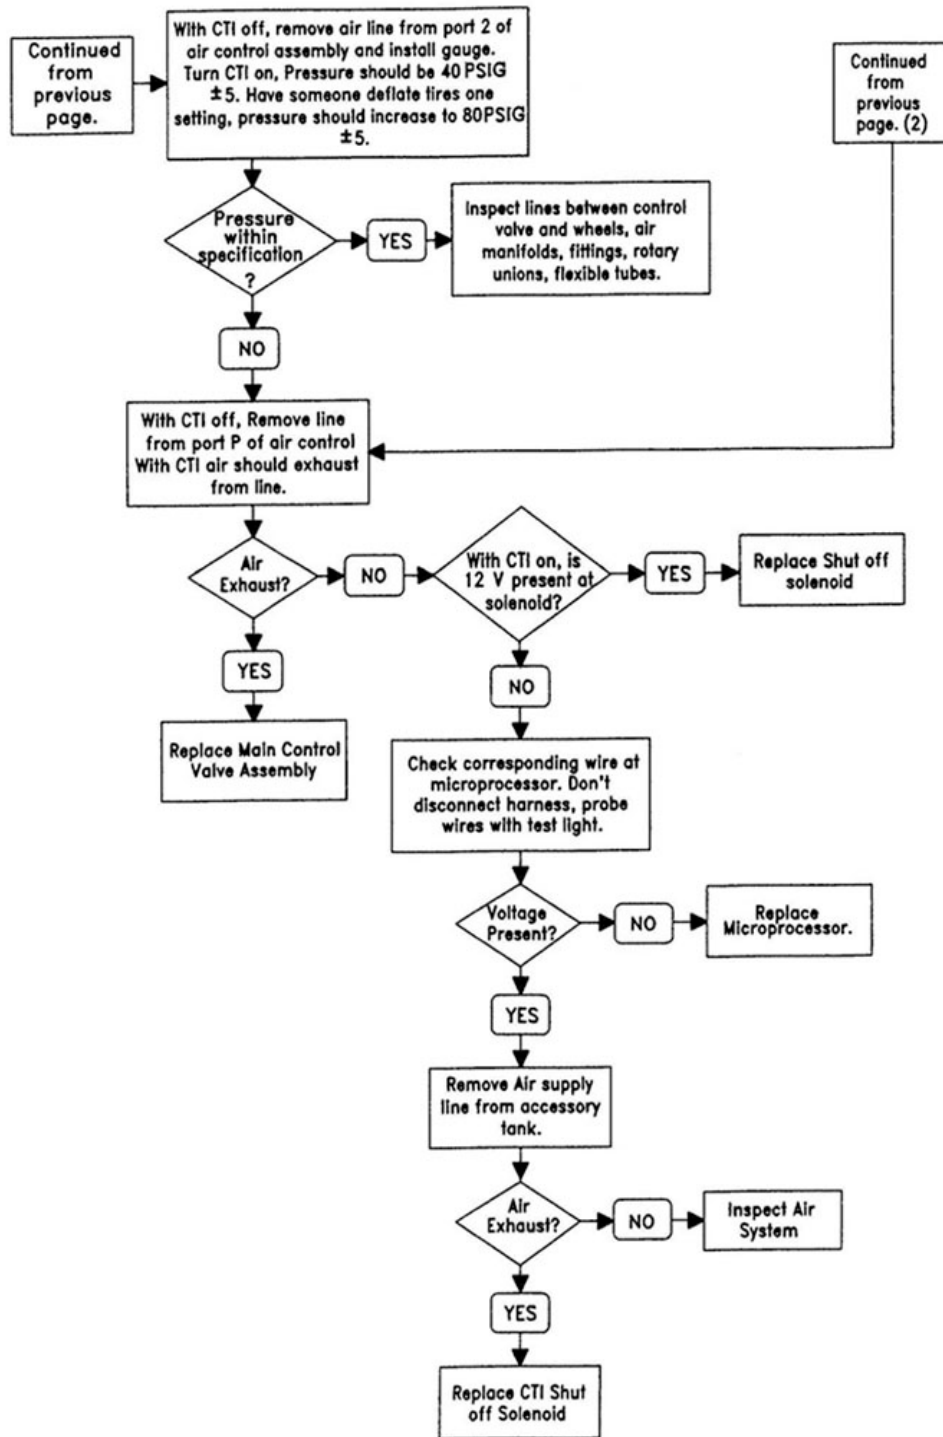 Continued
from
previous
page.
With CTI off, remove air line from port 2 of
air control assembly and install gauge.
Turn CTI on, Pressure should be 40 PSIG
±5. Have someone deflate tires one
setting, pressure should increase to 80PSIG
±5.
Continued
from
previous
page. (2)
Pressure
within
specification
?
YES
Inspect lines between control
valve and wheels, air
manifolds, fittings, rotary
unions, flexible tubes.
NO
With CTI off, Remove line
from port P of air control
With CTI air should exhaust
from line.
Air
Exhaust?
NO
With CTI on, is
12 V present at
solenoid?
YES
Replace Shut off
solenoid
YES
Replace Main Control
Valve Assembly
NO
Check corresponding wire at
microprocessor. Don't
disconnect harness, probe
wires with test light.
Voltage
Present?
NO
Replace
Microprocessor.
YES
Remove Air supply
line from accessory
tank.
Air
Exhaust?
NO
Inspect Air
System
YES
Replace CTI Shut
off Solenoid